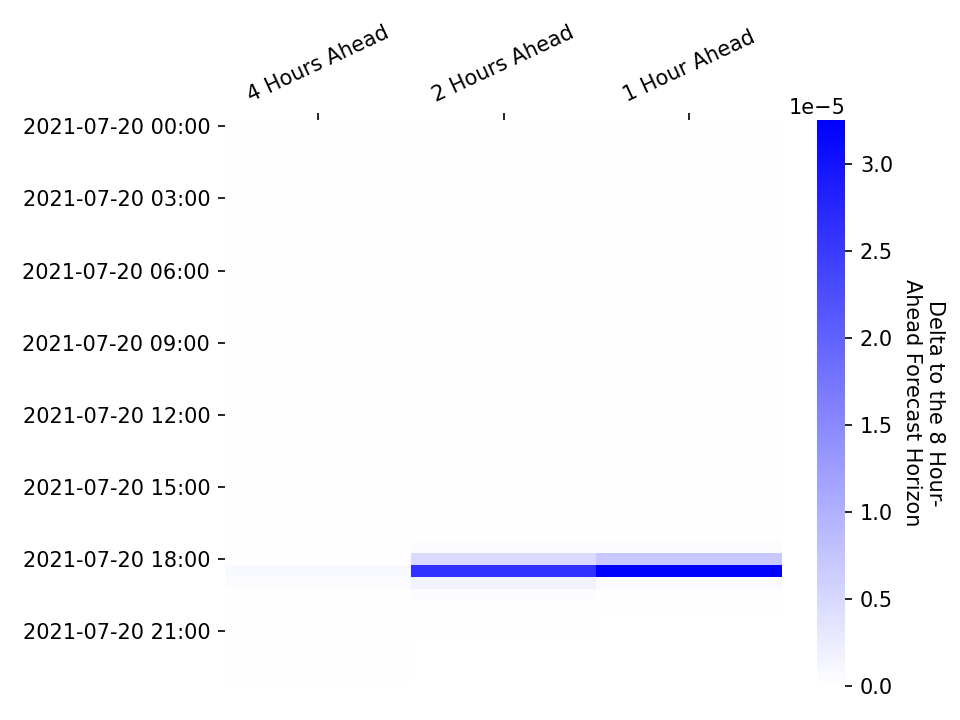 4 Hours Ahead
2 Hours Ahead
1 Hour Ahead
1e−5
2021-07-20 00:00
2021-07-20 03:00
2021-07-20 06:00
2021-07-20 09:00
2021-07-20 12:00
2021-07-20 15:00
2021-07-20 18:00
2021-07-20 21:00
3.0
2.5
2.0
1.5
1.0
0.5
0.0
Delta to the 8 Hour-
Ahead Forecast Horizon